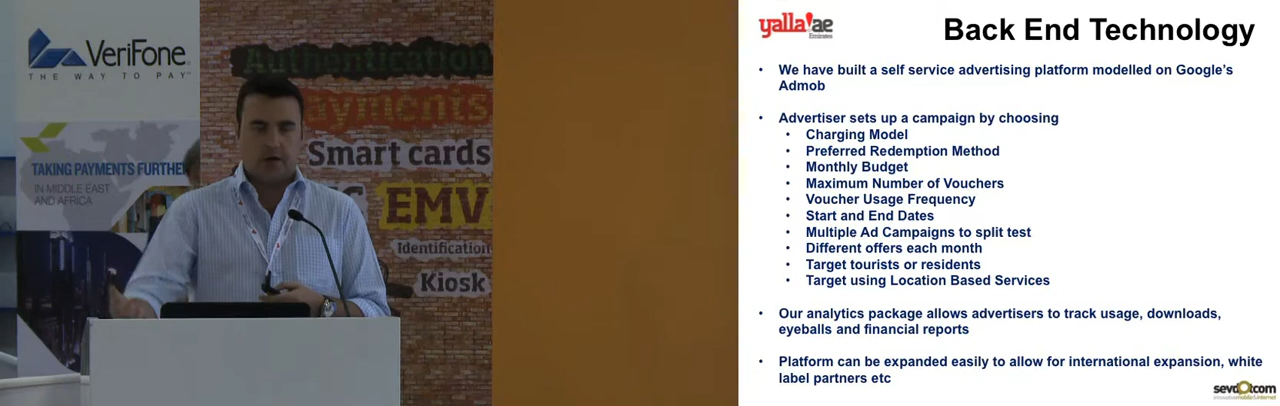 VeriFone
THE WAY TO PAY
TAKING PAYMENTS FURTHER
IN MIDDLE EAST
AND AFRICA
Authentication
Payments
Smart cards
EMV
Identification
Kiosk
yalla!ae
Emirates
Back End Technology
• We have built a self service advertising platform modelled on Google's
Admob
• Advertiser sets up a campaign by choosing
• Charging Model
• Preferred Redemption Method
• Monthly Budget
• Maximum Number of Vouchers
• Voucher Usage Frequency
• Start and End Dates
• Multiple Ad Campaigns to split test
• Different offers each month
• Target tourists or residents
• Target using Location Based Services
• Our analytics package allows advertisers to track usage, downloads,
eyeballs and financial reports
• Platform can be expanded easily to allow for international expansion, white
label partners etc
sevdotcom